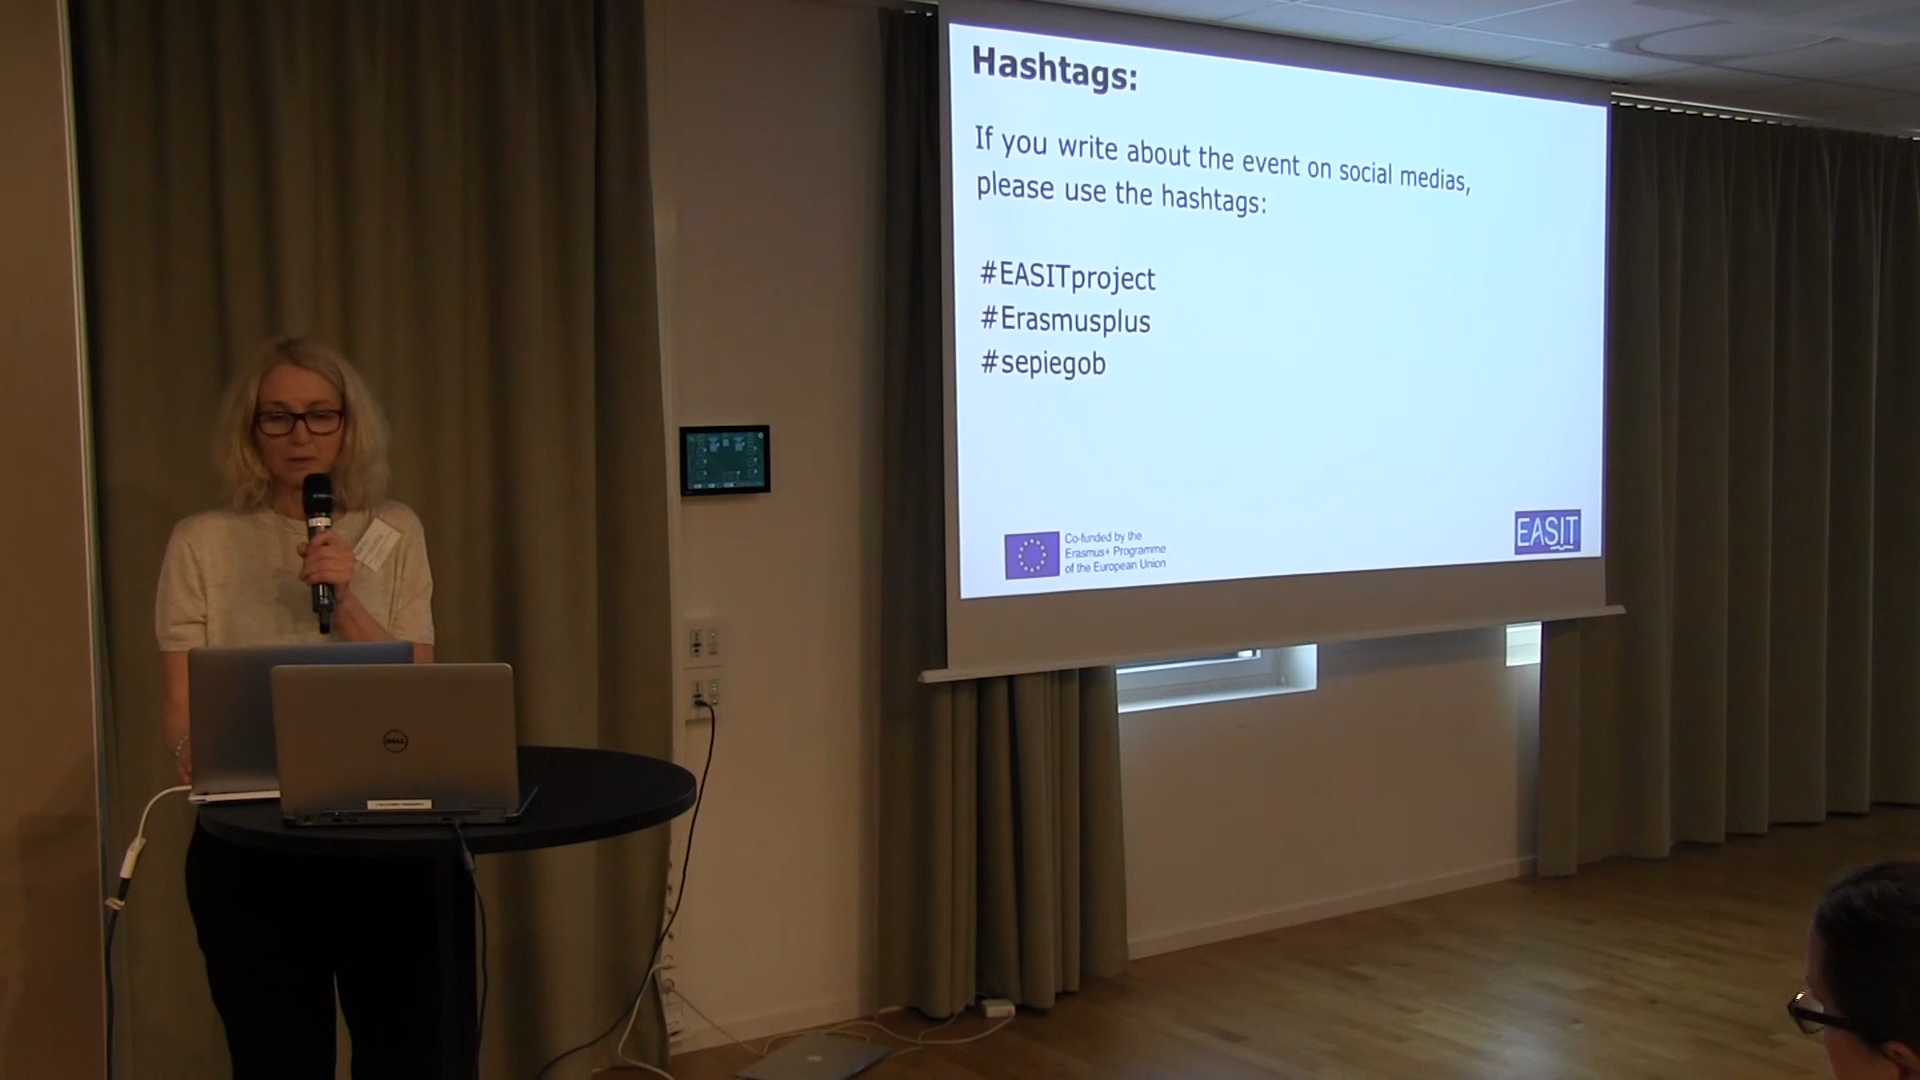 Hashtags:
If you write about the event on social medias,
please use the hashtags:
#EASITproject
#Erasmusplus
#sepiegob
Co-funded by the
Erasmus+ Programme
of the European Union
EASIT
DELL